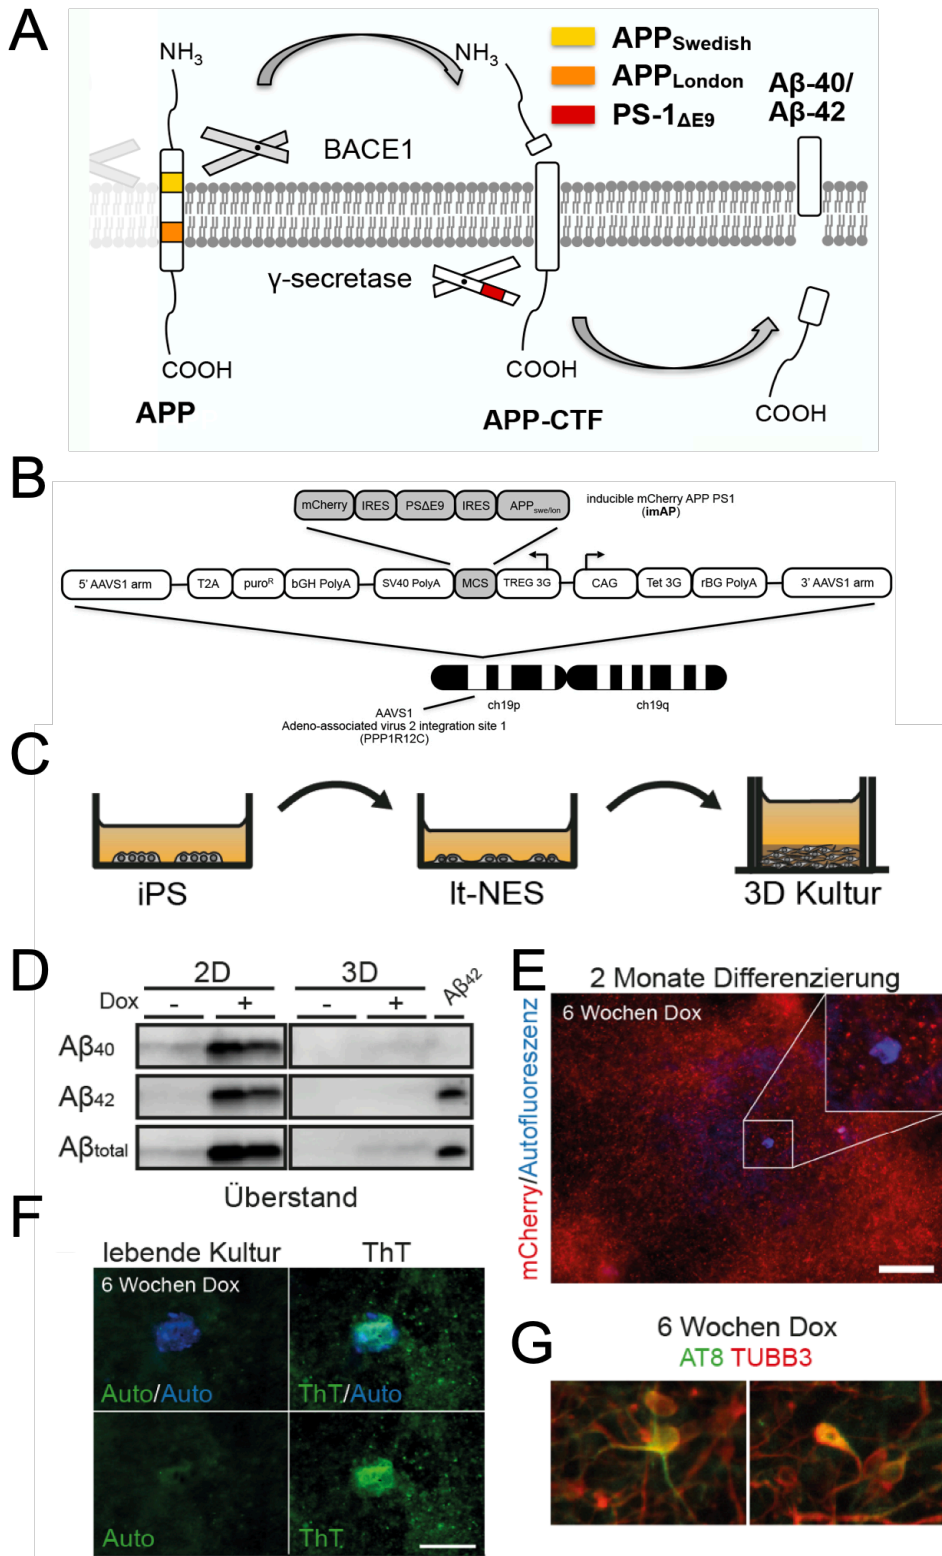 A
NH₃
NH₃
APP_Swedish
APP_London
PS-1_ΔE9
Aβ-40/
Aβ-42
BACE1
γ-secretase
COOH
COOH
COOH
APP
APP-CTF
B
mCherry IRES PSΔE9 IRES APP_swe/lon
inducible mCherry APP PS1
(imAP)
5' AAVS1 arm T2A puroᴿ bGH PolyA SV40 PolyA MCS TREG 3G CAG Tet 3G rBG PolyA 3' AAVS1 arm
AAVS1
Adeno-associated virus 2 integration site 1
(PPP1R12C)
ch19p
ch19q
C
iPS
lt-NES
3D Kultur
D
2D 3D Aβ₄₂
Dox - + - +
Aβ₄₀
Aβ₄₂
Aβtotal
Überstand
E
2 Monate Differenzierung
6 Wochen Dox
mCherry/Autofluoreszenz
F
lebende Kultur ThT
6 Wochen Dox
Auto/Auto ThT/Auto
Auto ThT
G
6 Wochen Dox
AT8 TUBB3